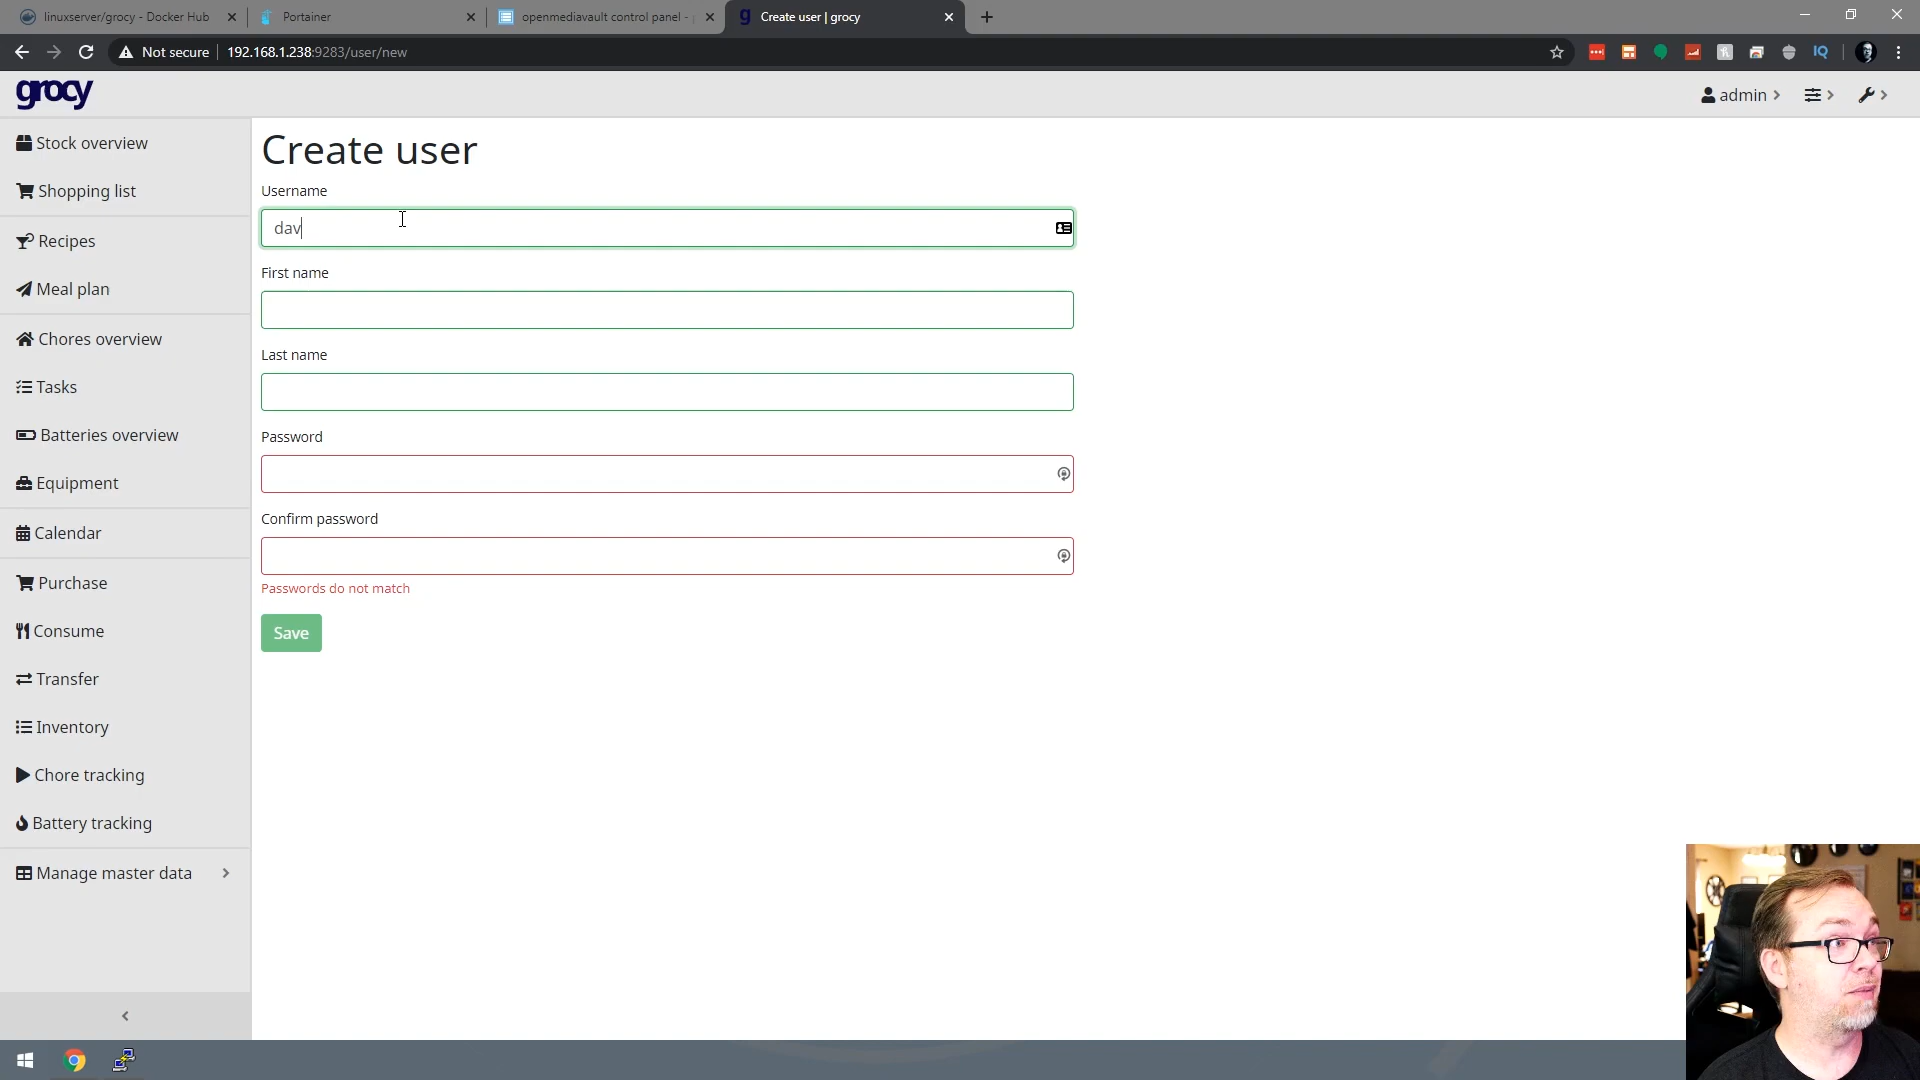 linuxserver/grocy - Docker Hub
Portainer
openmediavault control panel -
Create user | grocy
Not secure
192.168.1.238:9283/user/new
IQ
grocy
admin
Stock overview
Shopping list
Recipes
Meal plan
Chores overview
Tasks
Batteries overview
Equipment
Calendar
Purchase
Consume
Transfer
Inventory
Chore tracking
Battery tracking
Manage master data
Create user
Username
dav
First name
Last name
Password
Confirm password
Passwords do not match
Save